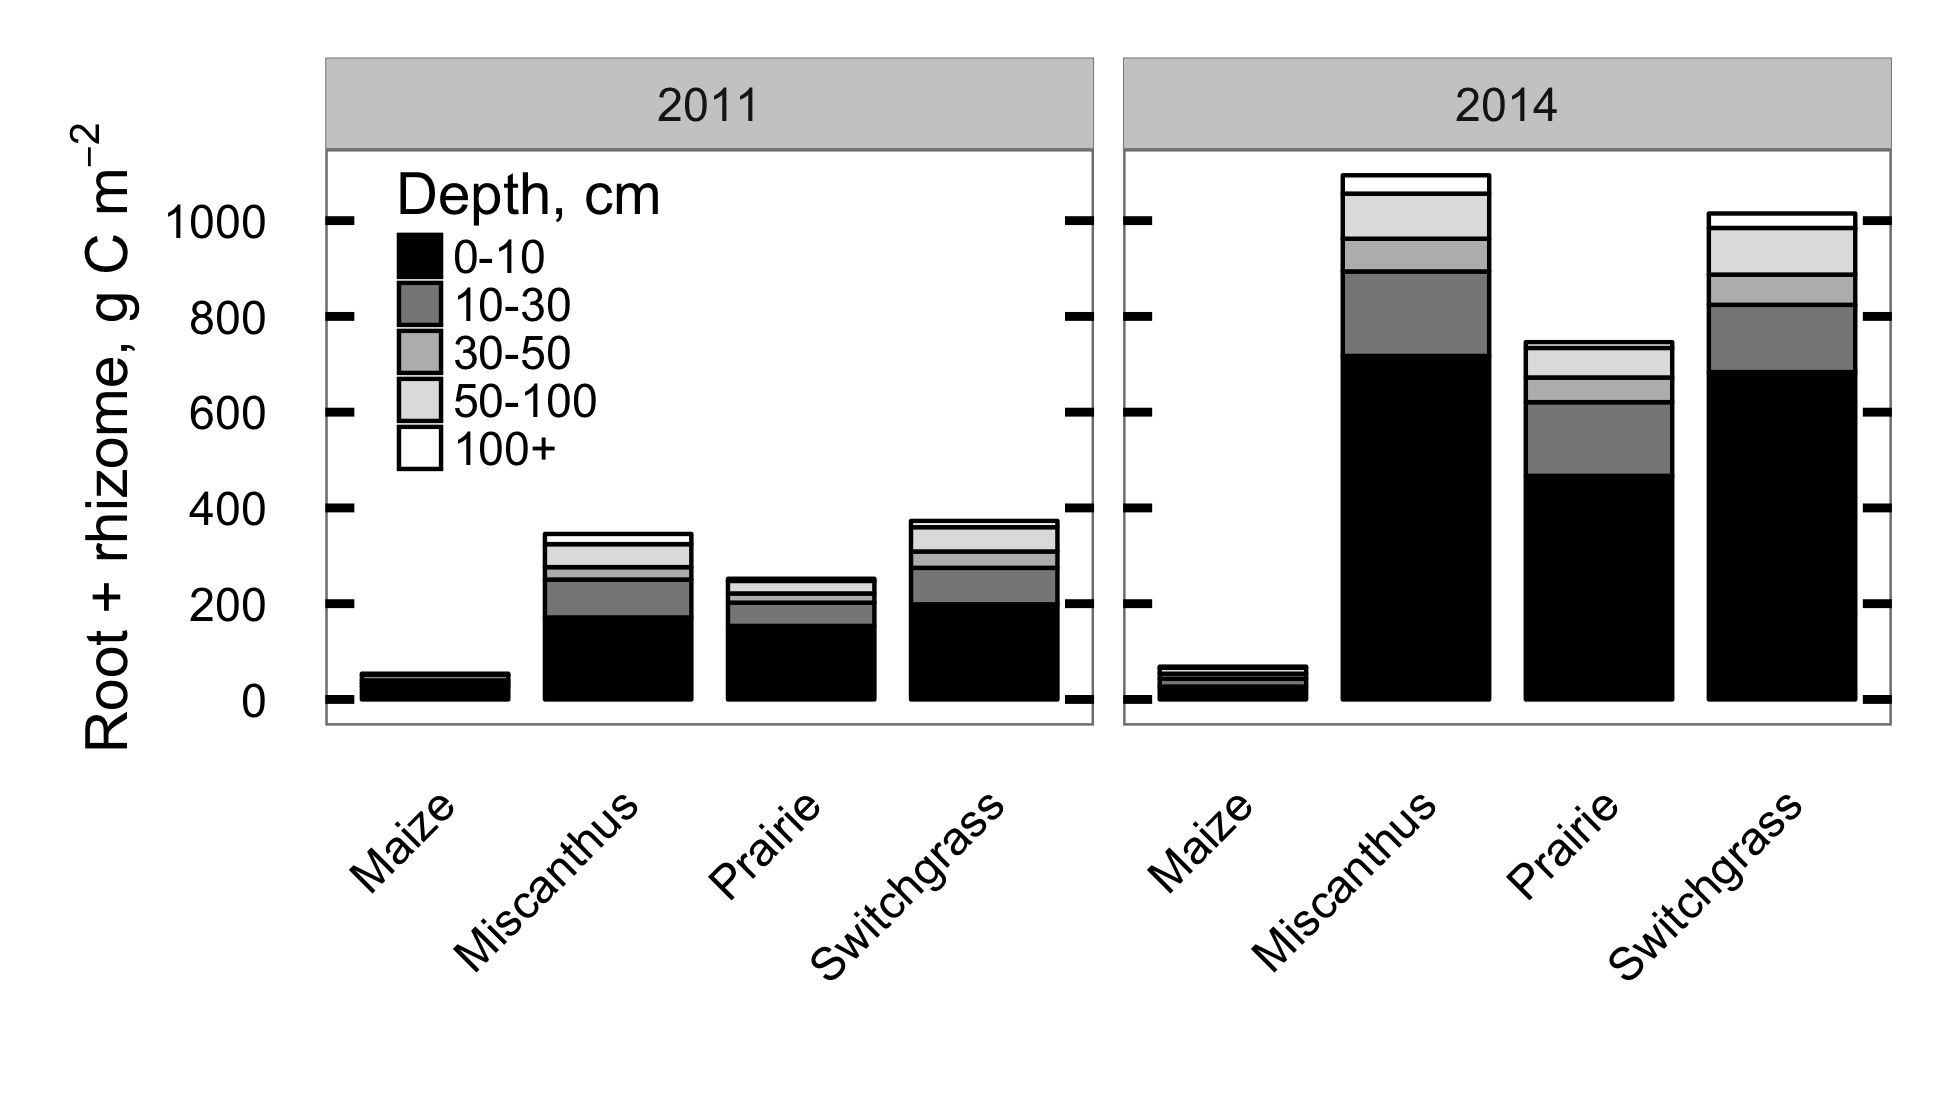 2011
2014
Root + rhizome, g C m⁻²
1000
800
600
400
200
0
Depth, cm
0-10
10-30
30-50
50-100
100+
Maize
Miscanthus
Prairie
Switchgrass
Maize
Miscanthus
Prairie
Switchgrass